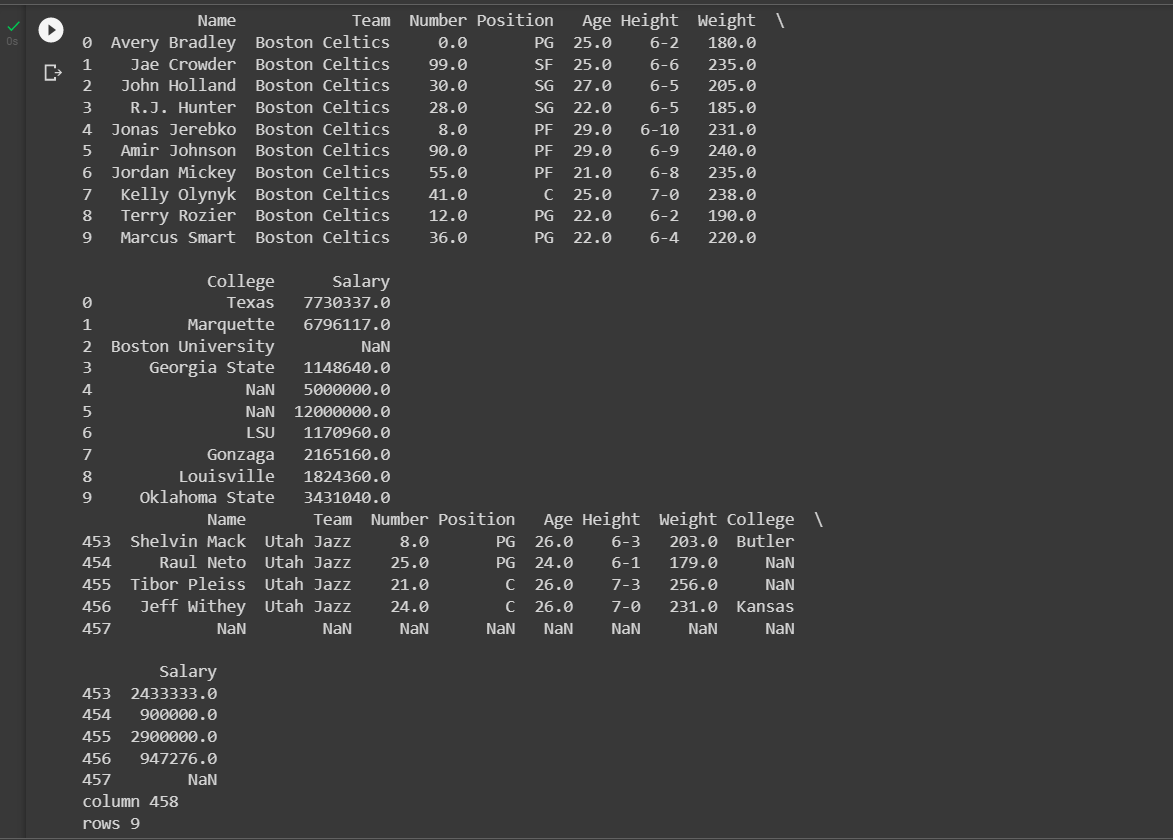 0s
            Name            Team  Number Position   Age Height  Weight  \
0  Avery Bradley  Boston Celtics     0.0       PG  25.0    6-2   180.0
1    Jae Crowder  Boston Celtics    99.0       SF  25.0    6-6   235.0
2   John Holland  Boston Celtics    30.0       SG  27.0    6-5   205.0
3    R.J. Hunter  Boston Celtics    28.0       SG  22.0    6-5   185.0
4  Jonas Jerebko  Boston Celtics     8.0       PF  29.0   6-10   231.0
5   Amir Johnson  Boston Celtics    90.0       PF  29.0    6-9   240.0
6  Jordan Mickey  Boston Celtics    55.0       PF  21.0    6-8   235.0
7   Kelly Olynyk  Boston Celtics    41.0        C  25.0    7-0   238.0
8   Terry Rozier  Boston Celtics    12.0       PG  22.0    6-2   190.0
9   Marcus Smart  Boston Celtics    36.0       PG  22.0    6-4   220.0

             College      Salary
0              Texas   7730337.0
1          Marquette   6796117.0
2  Boston University         NaN
3      Georgia State   1148640.0
4                NaN   5000000.0
5                NaN  12000000.0
6                LSU   1170960.0
7            Gonzaga   2165160.0
8         Louisville   1824360.0
9     Oklahoma State   3431040.0
             Name       Team  Number Position   Age Height  Weight College  \
453  Shelvin Mack  Utah Jazz     8.0       PG  26.0    6-3   203.0  Butler
454     Raul Neto  Utah Jazz    25.0       PG  24.0    6-1   179.0     NaN
455  Tibor Pleiss  Utah Jazz    21.0        C  26.0    7-3   256.0     NaN
456   Jeff Withey  Utah Jazz    24.0        C  26.0    7-0   231.0  Kansas
457           NaN        NaN     NaN      NaN   NaN    NaN     NaN     NaN

        Salary
453  2433333.0
454   900000.0
455  2900000.0
456   947276.0
457        NaN
column 458
rows 9